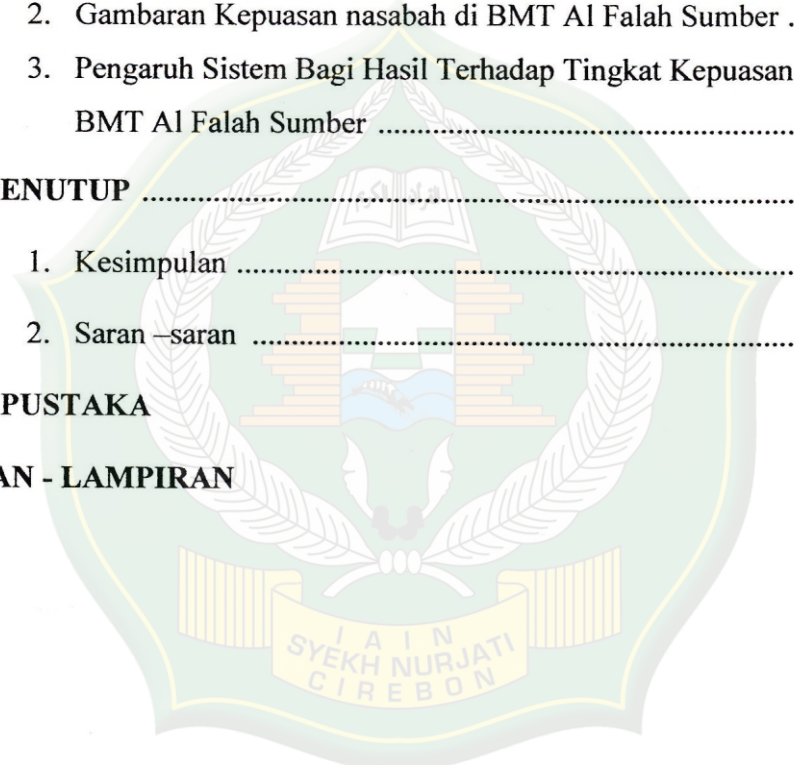 2. Gambaran Kepuasan nasabah di BMT Al Falah Sumber .
3. Pengaruh Sistem Bagi Hasil Terhadap Tingkat Kepuasan
BMT Al Falah Sumber ......................................................
ENUTUP ......................................................................................
1. Kesimpulan .........................................................................
2. Saran –saran .......................................................................
PUSTAKA
AN - LAMPIRAN
I A I N
SYEKH NURJATI
CIREBON